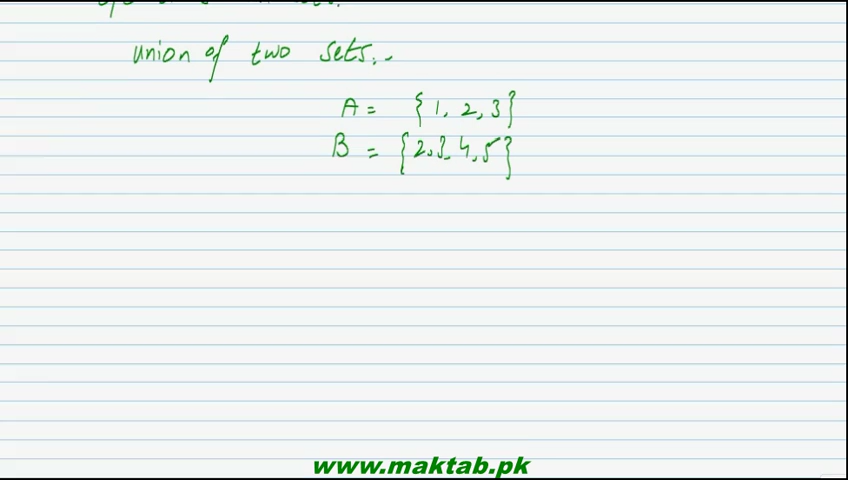 union of two sets:-
A = {1, 2, 3}
B = {2, 3, 4, 5}
www.maktab.pk